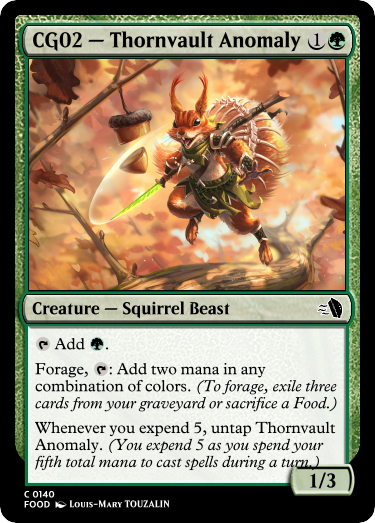 CG02 — Thornvault Anomaly 1
Creature — Squirrel Beast
Add .
Forage, : Add two mana in any
combination of colors. (To forage, exile three
cards from your graveyard or sacrifice a Food.)
Whenever you expend 5, untap Thornvault
Anomaly. (You expend 5 as you spend your
fifth total mana to cast spells during a turn.)
1/3
C 0140
FOOD Louis-Mary TOUZALIN